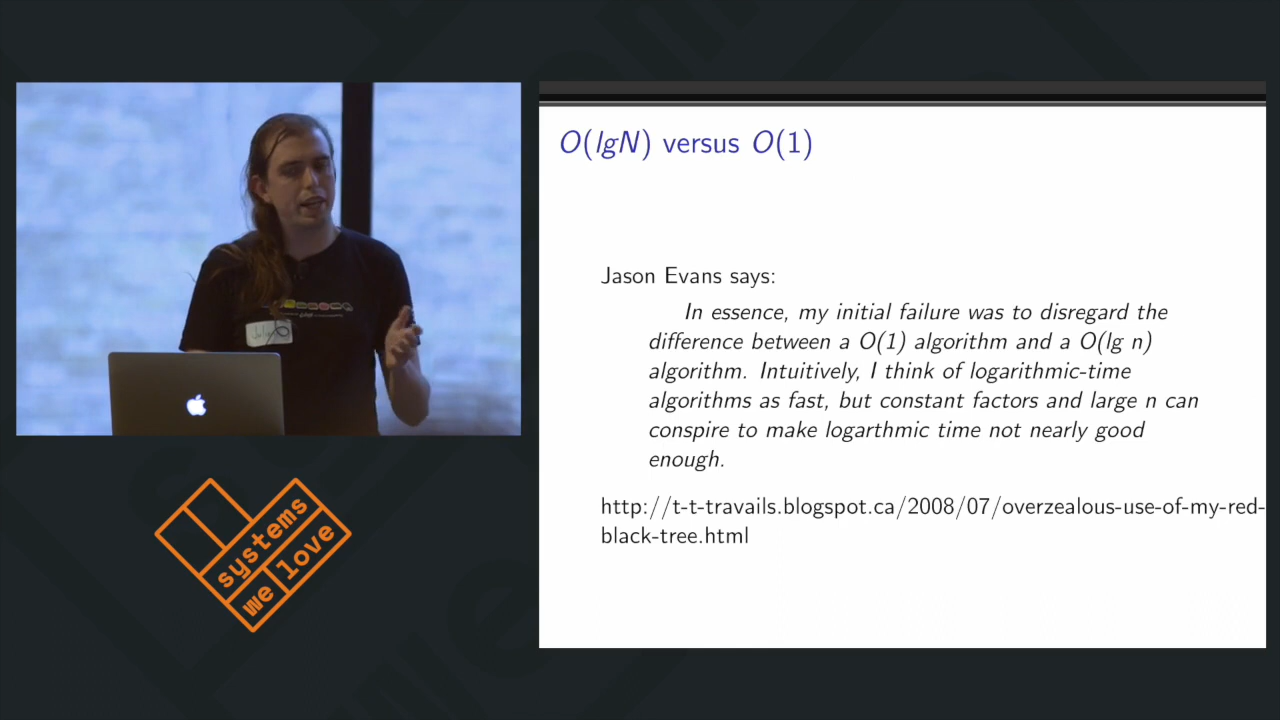 O(lgN) versus O(1)
Jason Evans says:
In essence, my initial failure was to disregard the
difference between a O(1) algorithm and a O(lg n)
algorithm. Intuitively, I think of logarithmic-time
algorithms as fast, but constant factors and large n can
conspire to make logarthmic time not nearly good
enough.
http://t-t-travails.blogspot.ca/2008/07/overzealous-use-of-my-red-
black-tree.html
systems
we love